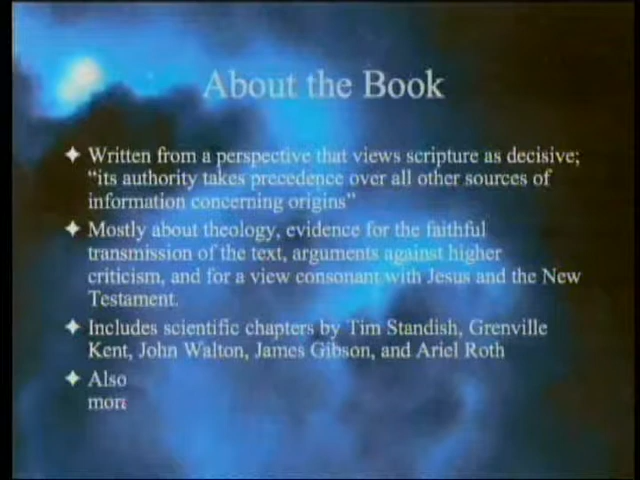 About the Book
Written from a perspective that views scripture as decisive;
“its authority takes precedence over all other sources of
information concerning origins”
Mostly about theology, evidence for the faithful
transmission of the text, arguments against higher
criticism, and for a view consonant with Jesus and the New
Testament.
Includes scientific chapters by Tim Standish, Grenville
Kent, John Walton, James Gibson, and Ariel Roth
Also